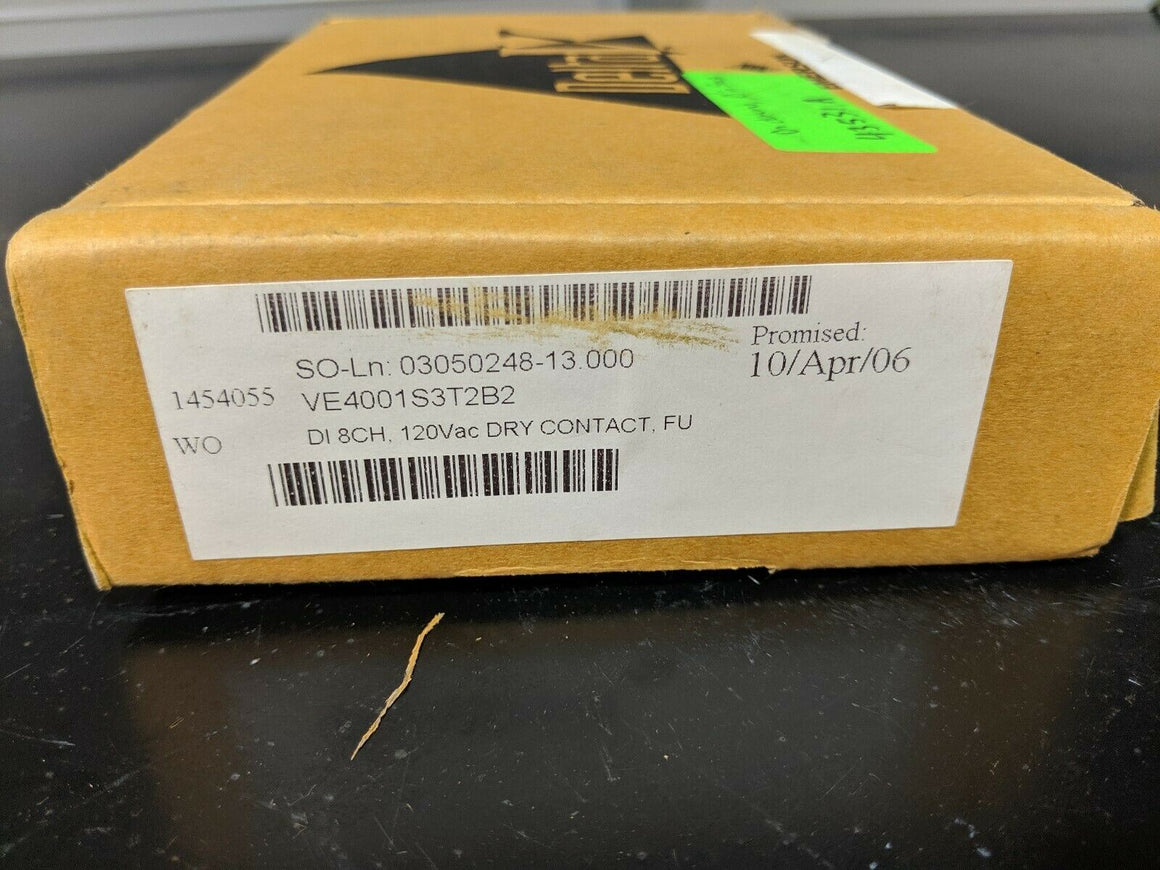 DELTAV
43553LA
SO-Ln: 03050248-13.000
Promised:
10/Apr/06
1454055 VE4001S3T2B2
WO DI 8CH, 120Vac DRY CONTACT, FU